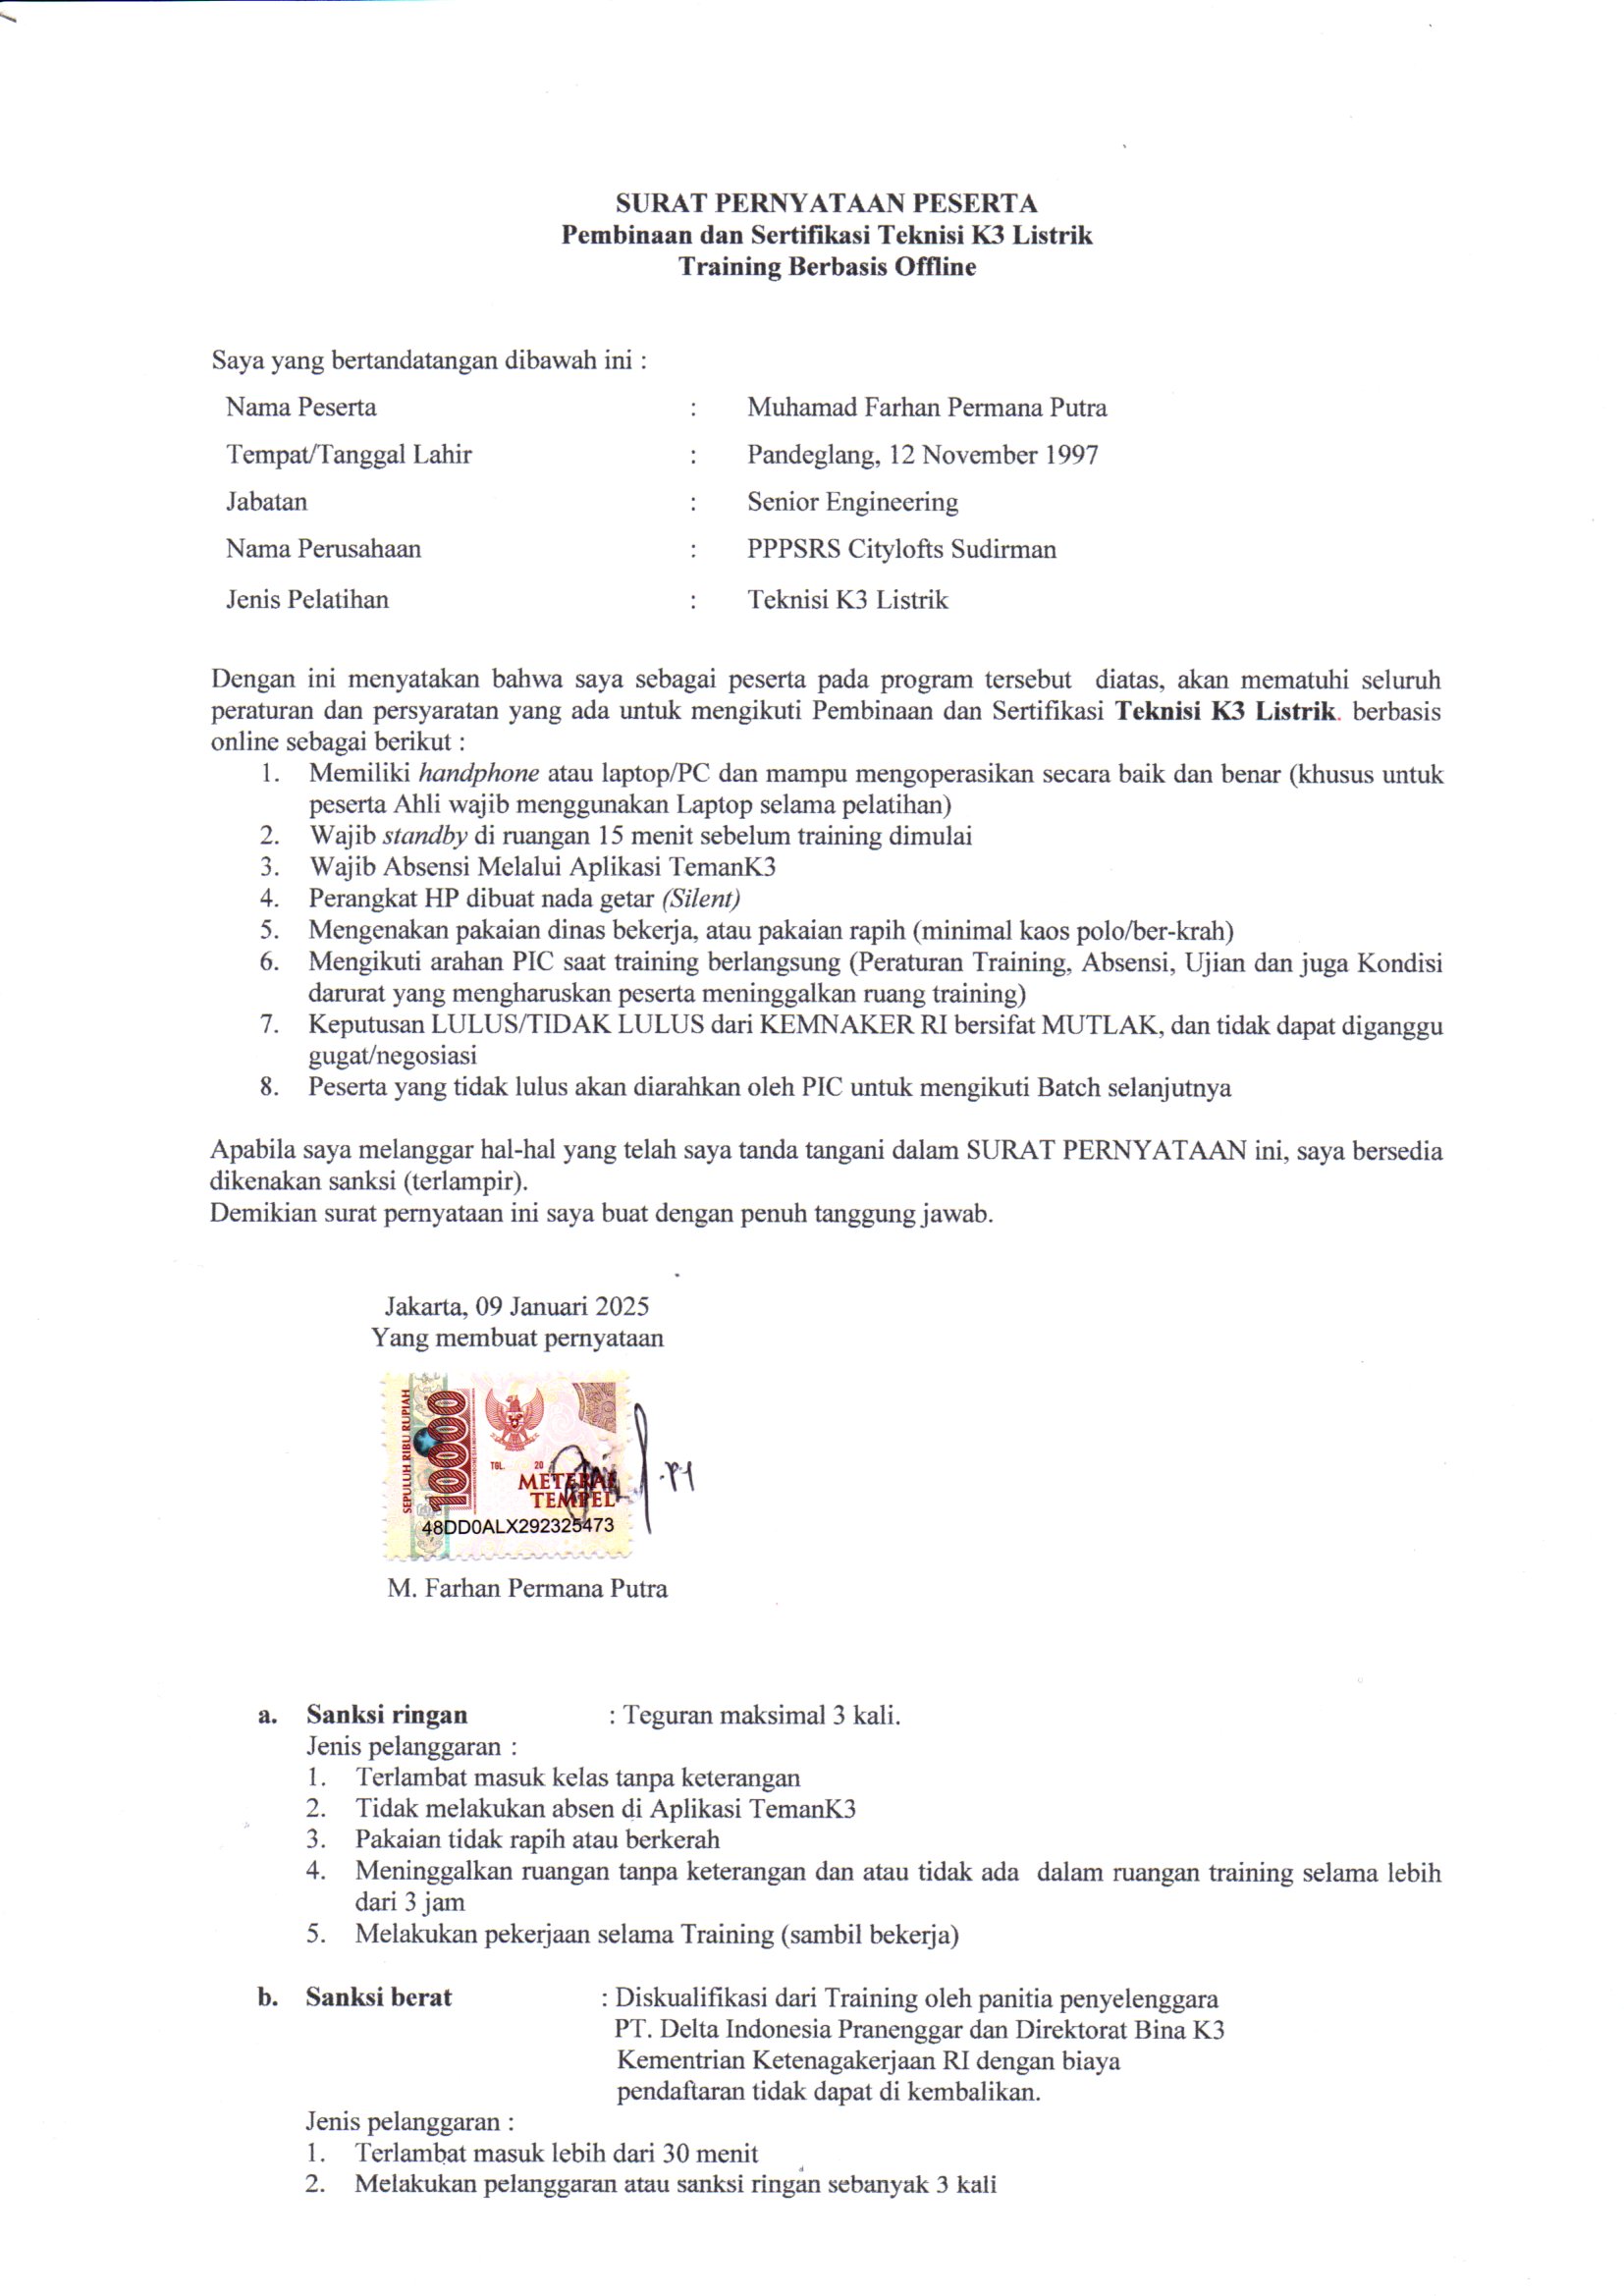 SURAT PERNYATAAN PESERTA
Pembinaan dan Sertifikasi Teknisi K3 Listrik
Training Berbasis Offline
Saya yang bertandatangan dibawah ini :
Nama Peserta : Muhamad Farhan Permana Putra
Tempat/Tanggal Lahir : Pandeglang, 12 November 1997
Jabatan : Senior Engineering
Nama Perusahaan : PPPSRS Citylofts Sudirman
Jenis Pelatihan : Teknisi K3 Listrik
Dengan ini menyatakan bahwa saya sebagai peserta pada program tersebut diatas, akan mematuhi seluruh
peraturan dan persyaratan yang ada untuk mengikuti Pembinaan dan Sertifikasi Teknisi K3 Listrik. berbasis
online sebagai berikut :
1. Memiliki handphone atau laptop/PC dan mampu mengoperasikan secara baik dan benar (khusus untuk
peserta Ahli wajib menggunakan Laptop selama pelatihan)
2. Wajib standby di ruangan 15 menit sebelum training dimulai
3. Wajib Absensi Melalui Aplikasi TemanK3
4. Perangkat HP dibuat nada getar (Silent)
5. Mengenakan pakaian dinas bekerja, atau pakaian rapih (minimal kaos polo/ber-krah)
6. Mengikuti arahan PIC saat training berlangsung (Peraturan Training, Absensi, Ujian dan juga Kondisi
darurat yang mengharuskan peserta meninggalkan ruang training)
7. Keputusan LULUS/TIDAK LULUS dari KEMNAKER RI bersifat MUTLAK, dan tidak dapat diganggu
gugat/negosiasi
8. Peserta yang tidak lulus akan diarahkan oleh PIC untuk mengikuti Batch selanjutnya
Apabila saya melanggar hal-hal yang telah saya tanda tangani dalam SURAT PERNYATAAN ini, saya bersedia
dikenakan sanksi (terlampir).
Demikian surat pernyataan ini saya buat dengan penuh tanggung jawab.
Jakarta, 09 Januari 2025
Yang membuat pernyataan
SEPULUH RIBU RUPIAH
10000
TGL. 20
METERAI
TEMPEL
48DD0ALX292325473
M. Farhan Permana Putra
a. Sanksi ringan : Teguran maksimal 3 kali.
Jenis pelanggaran :
1. Terlambat masuk kelas tanpa keterangan
2. Tidak melakukan absen di Aplikasi TemanK3
3. Pakaian tidak rapih atau berkerah
4. Meninggalkan ruangan tanpa keterangan dan atau tidak ada dalam ruangan training selama lebih
dari 3 jam
5. Melakukan pekerjaan selama Training (sambil bekerja)
b. Sanksi berat : Diskualifikasi dari Training oleh panitia penyelenggara
PT. Delta Indonesia Pranenggar dan Direktorat Bina K3
Kementrian Ketenagakerjaan RI dengan biaya
pendaftaran tidak dapat di kembalikan.
Jenis pelanggaran :
1. Terlambat masuk lebih dari 30 menit
2. Melakukan pelanggaran atau sanksi ringan sebanyak 3 kali